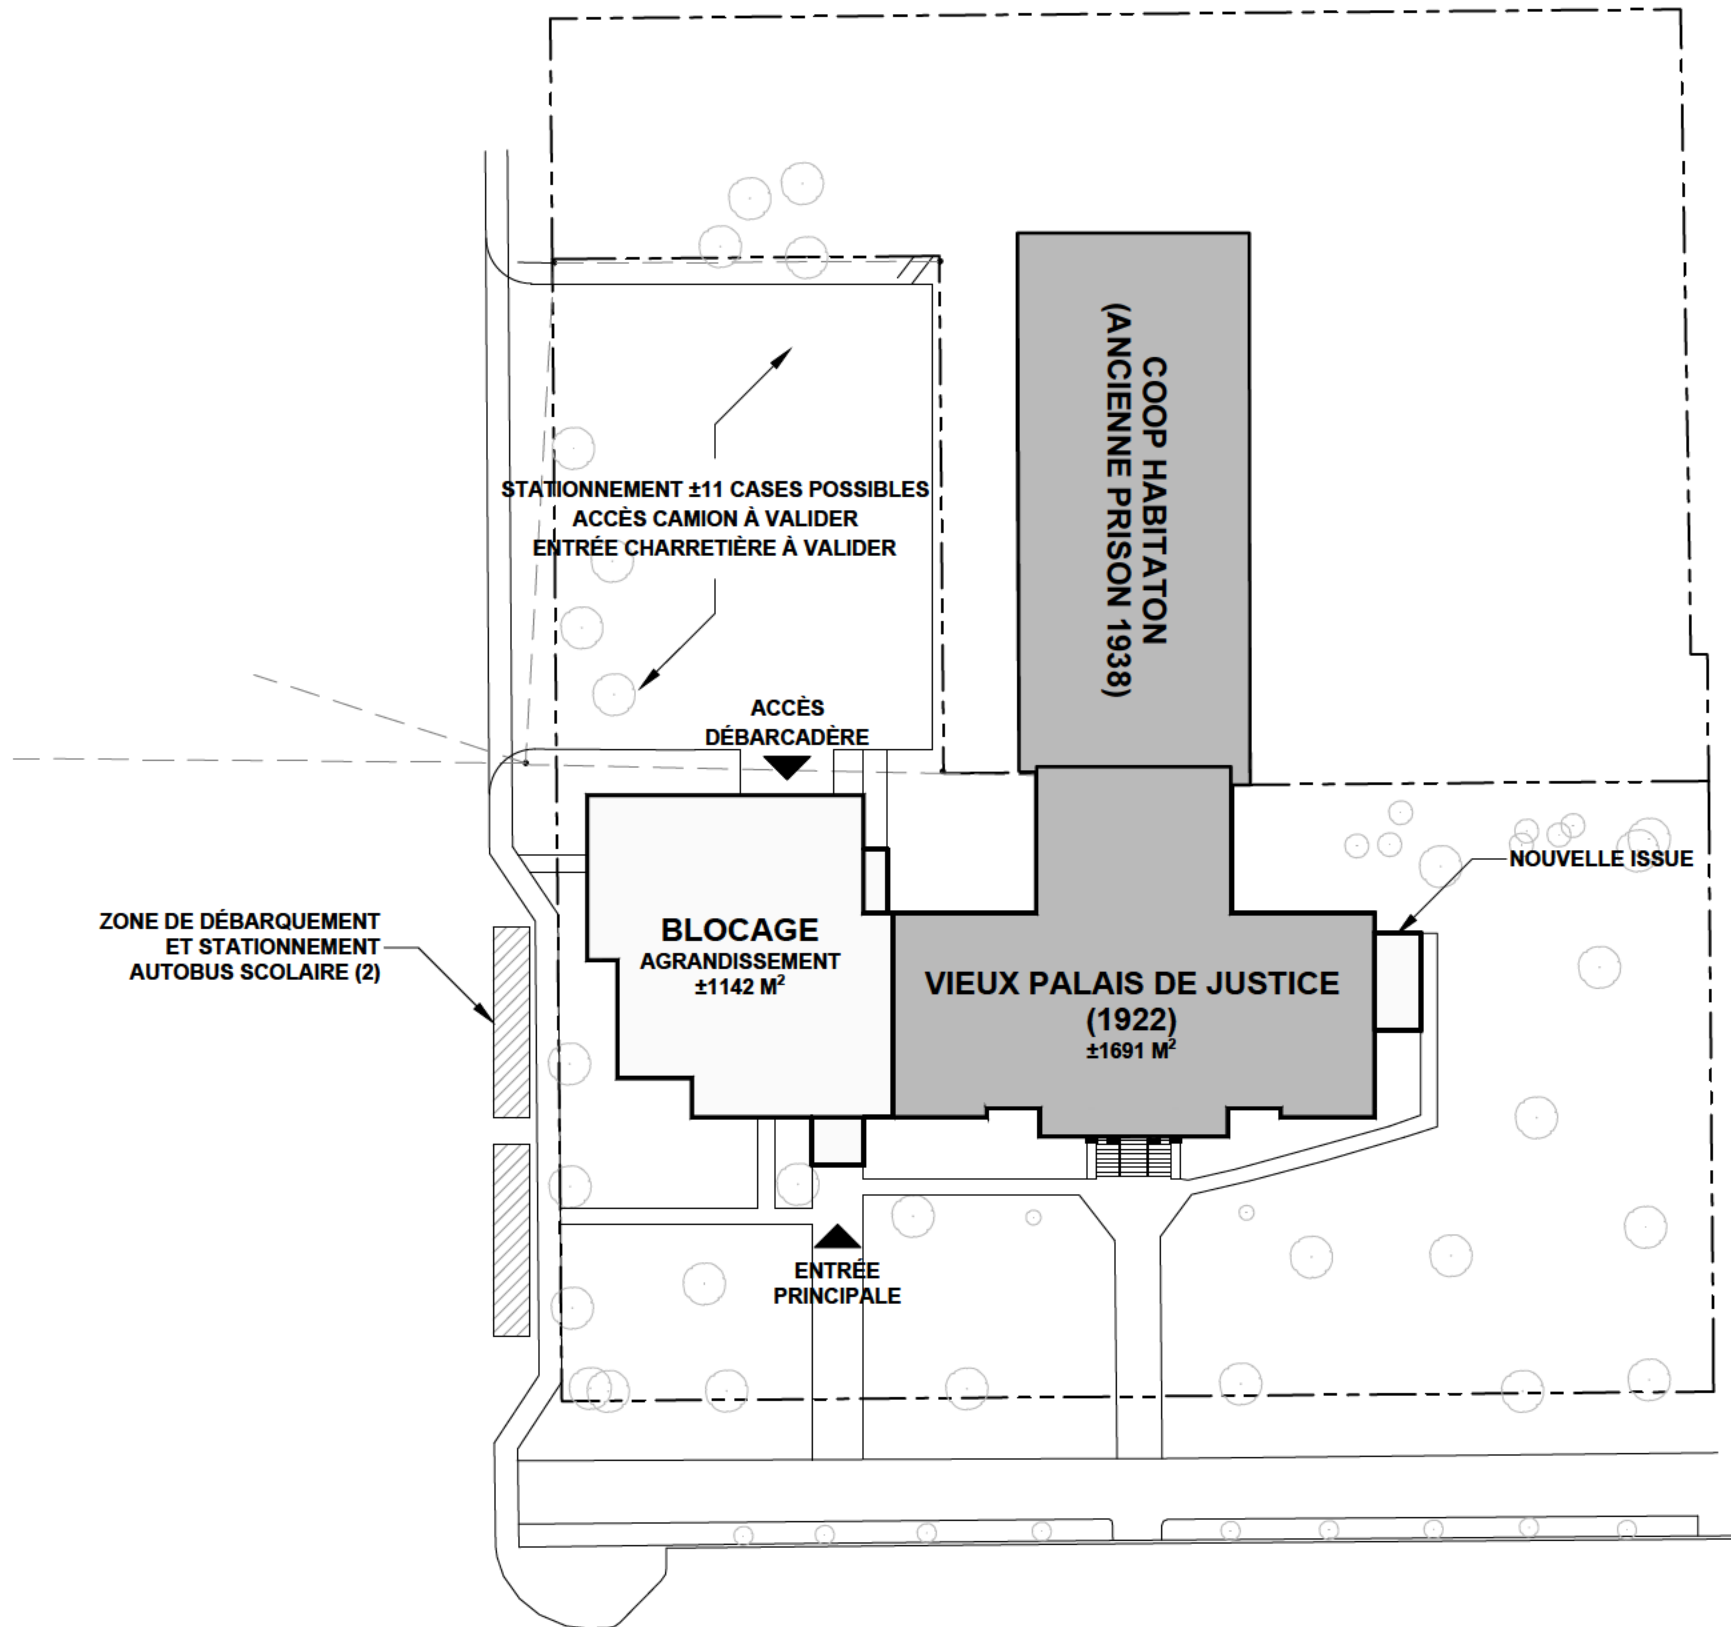 COOP HABITATON
(ANCIENNE PRISON 1938)
STATIONNEMENT ±11 CASES POSSIBLES
ACCÈS CAMION À VALIDER
ENTRÉE CHARRETIÈRE À VALIDER
ACCÈS
DÉBARCADÈRE
NOUVELLE ISSUE
ZONE DE DÉBARQUEMENT
ET STATIONNEMENT
AUTOBUS SCOLAIRE (2)
BLOCAGE
AGRANDISSEMENT
±1142 M²
VIEUX PALAIS DE JUSTICE
(1922)
±1691 M²
ENTRÉE
PRINCIPALE